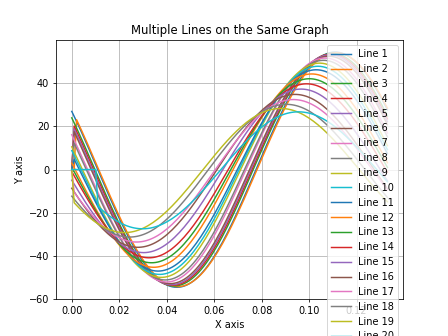 Multiple Lines on the Same Graph
Y axis
40
20
0
−20
−40
−60
0.00
0.02
0.04
0.06
0.08
0.10
X axis
Line 1
Line 2
Line 3
Line 4
Line 5
Line 6
Line 7
Line 8
Line 9
Line 10
Line 11
Line 12
Line 13
Line 14
Line 15
Line 16
Line 17
Line 18
Line 19
Line 20